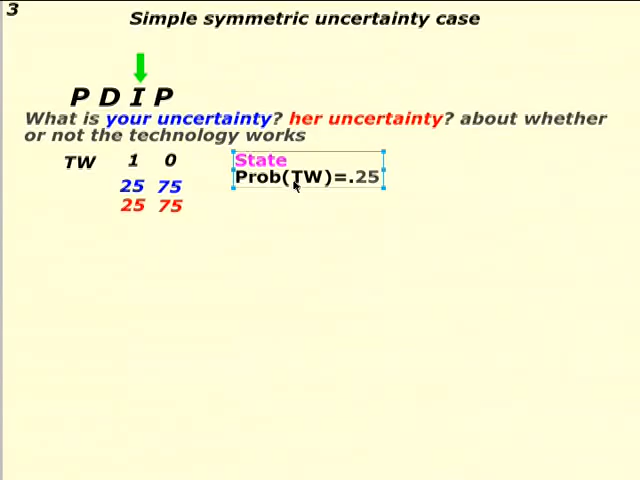 3
Simple symmetric uncertainty case
P D I P
What is your uncertainty? her uncertainty? about whether
or not the technology works
TW 1 0
25 75
25 75
State
Prob(TW)=.25